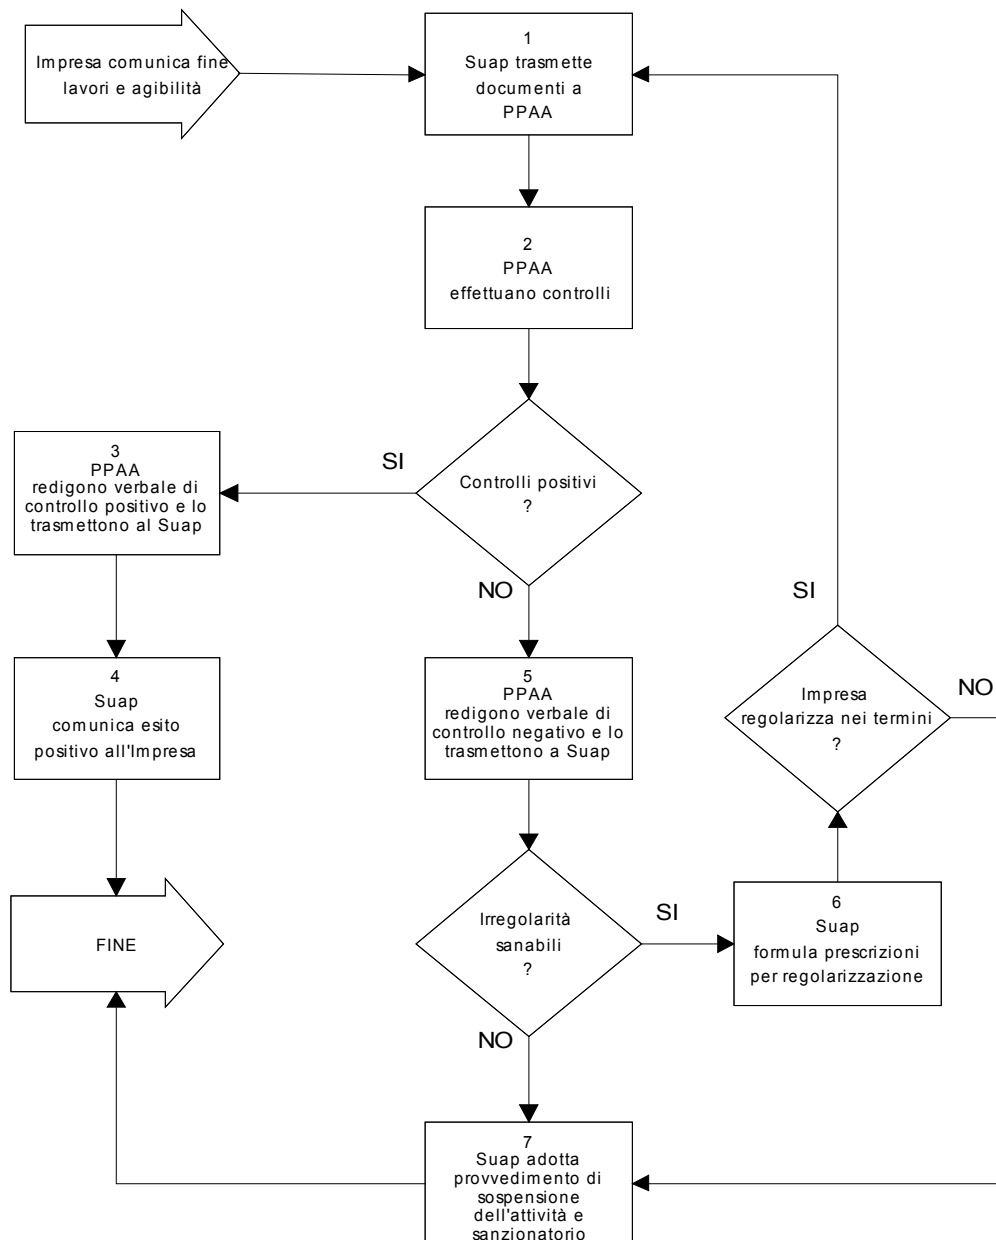 Impresa comunica fine
lavori e agibilità
1
Suap trasmette
documenti a
PPAA
2
PPAA
effettuano controlli
Controlli positivi
?
SI
NO
3
PPAA
redigono verbale di
controllo positivo e lo
trasmettono al Suap
4
Suap
comunica esito
positivo all'Impresa
FINE
5
PPAA
redigono verbale di
controllo negativo e lo
trasmettono a Suap
Irregolarità
sanabili
?
SI
NO
6
Suap
formula prescrizioni
per regolarizzazione
Impresa
regolarizza nei termini
?
SI
NO
7
Suap adotta
provvedimento di
sospensione
dell'attività e
sanzionatorio